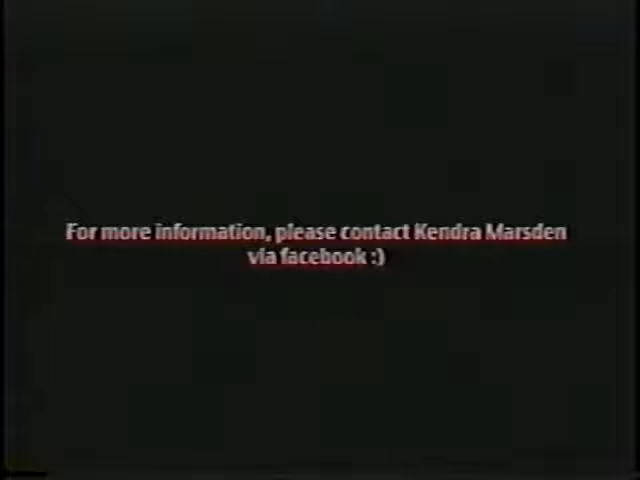 For more information, please contact Kendra Marsden
via facebook :)